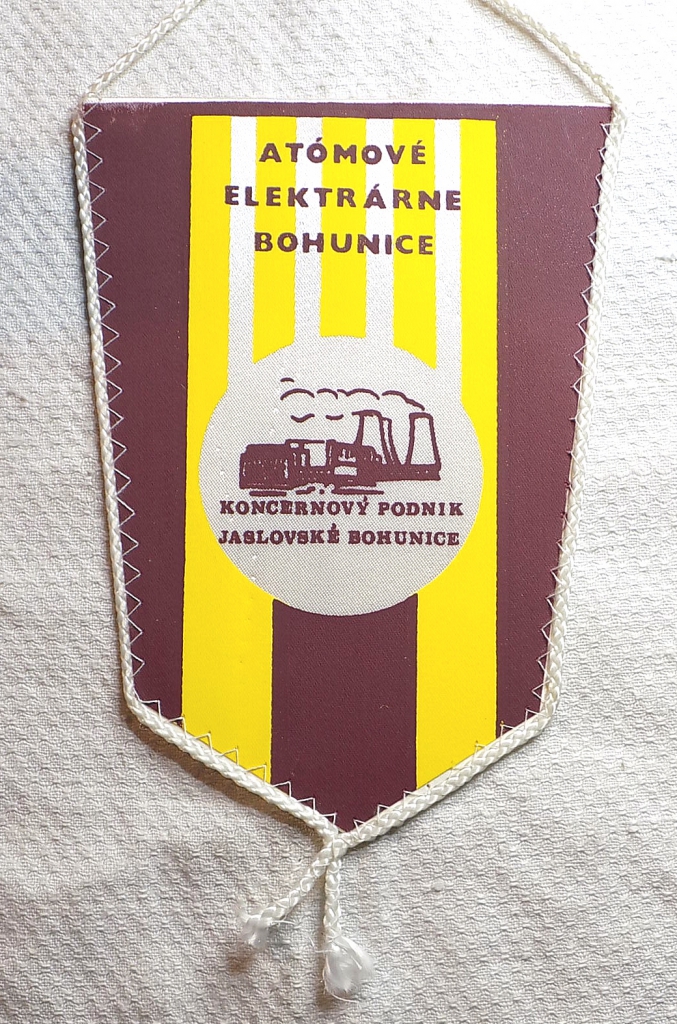 ATÓMOVÉ
ELEKTRÁRNE
BOHUNICE
KONCERNOVÝ PODNIK
JASLOVSKÉ BOHUNICE